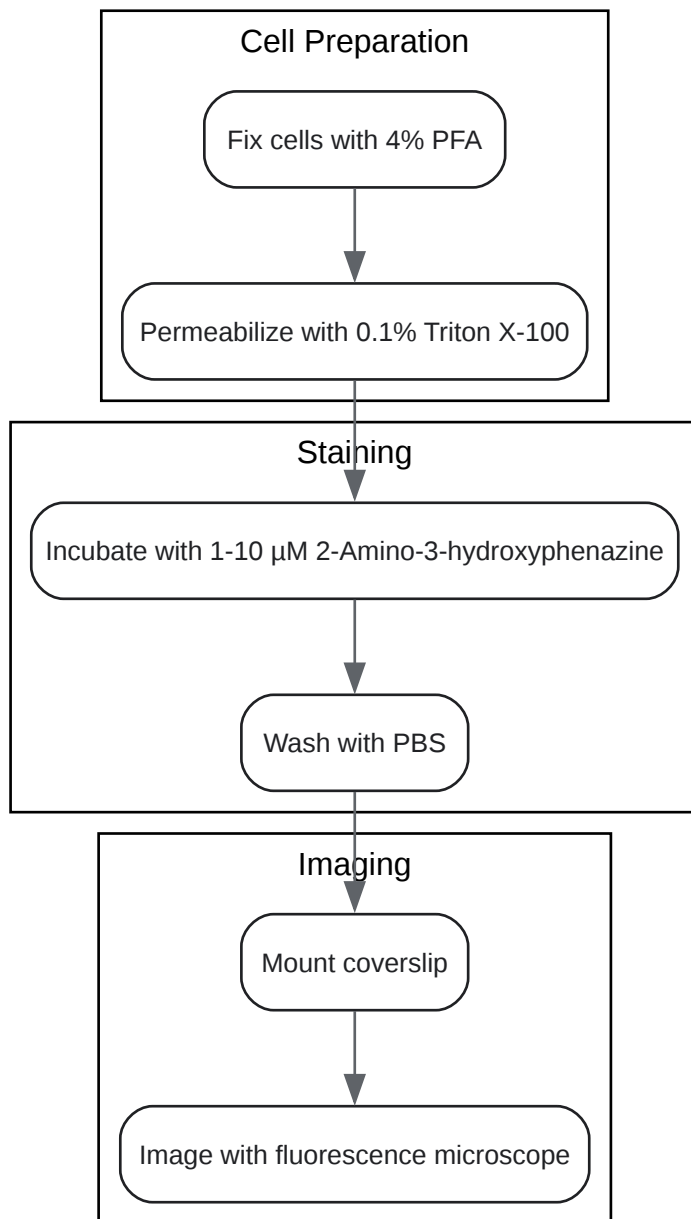 Cell Preparation
Fix cells with 4% PFA
Permeabilize with 0.1% Triton X-100
Staining
Incubate with 1-10 µM 2-Amino-3-hydroxyphenazine
Wash with PBS
Imaging
Mount coverslip
Image with fluorescence microscope